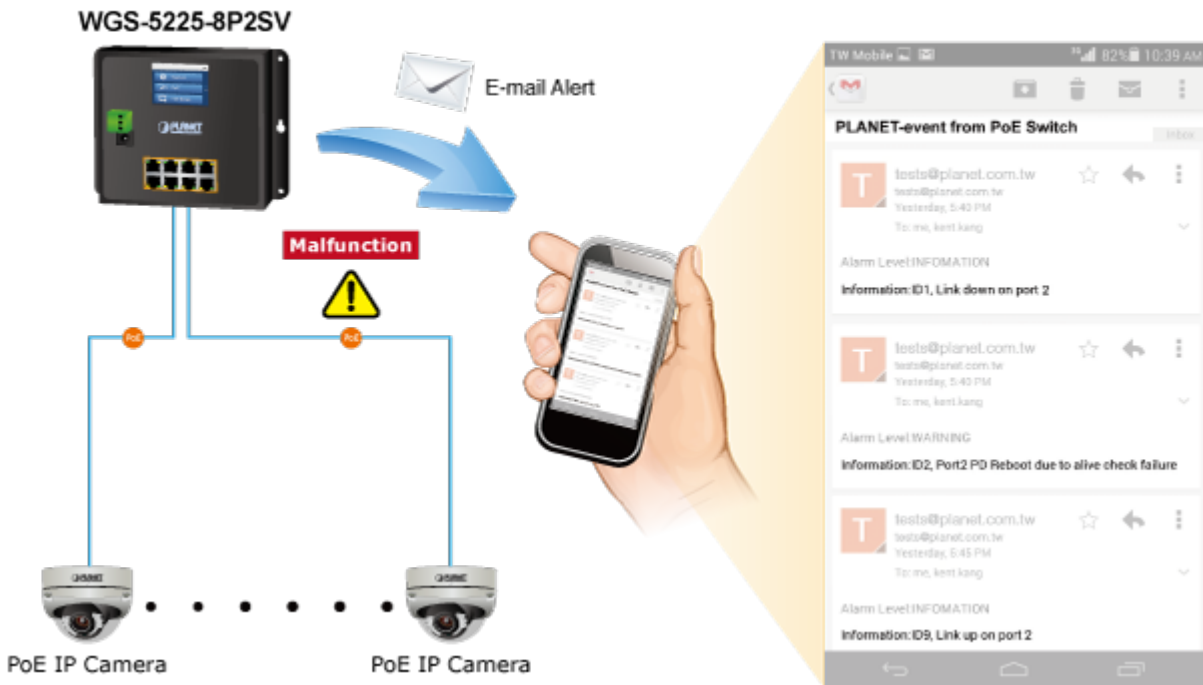 WGS-5225-8P2SV
E-mail Alert
PLANET
Malfunction
PoE
PoE
PLANET
PLANET
PoE IP Camera
PoE IP Camera
TW Mobile
3G
82%
10:39 AM
PLANET-event from PoE Switch
Inbox
T
tests@planet.com.tw
tests@planet.com.tw
Yesterday, 5:40 PM
To: me, kent.kang
Alarm Level:INFOMATION
Information:ID1, Link down on port 2
T
tests@planet.com.tw
tests@planet.com.tw
Yesterday, 5:40 PM
To: me, kent.kang
Alarm Level:WARNING
Information:ID2, Port2 PD Reboot due to alive check failure
T
tests@planet.com.tw
tests@planet.com.tw
Yesterday, 6:45 PM
To: me, kent.kang
Alarm Level:INFOMATION
Information:ID9, Link up on port 2